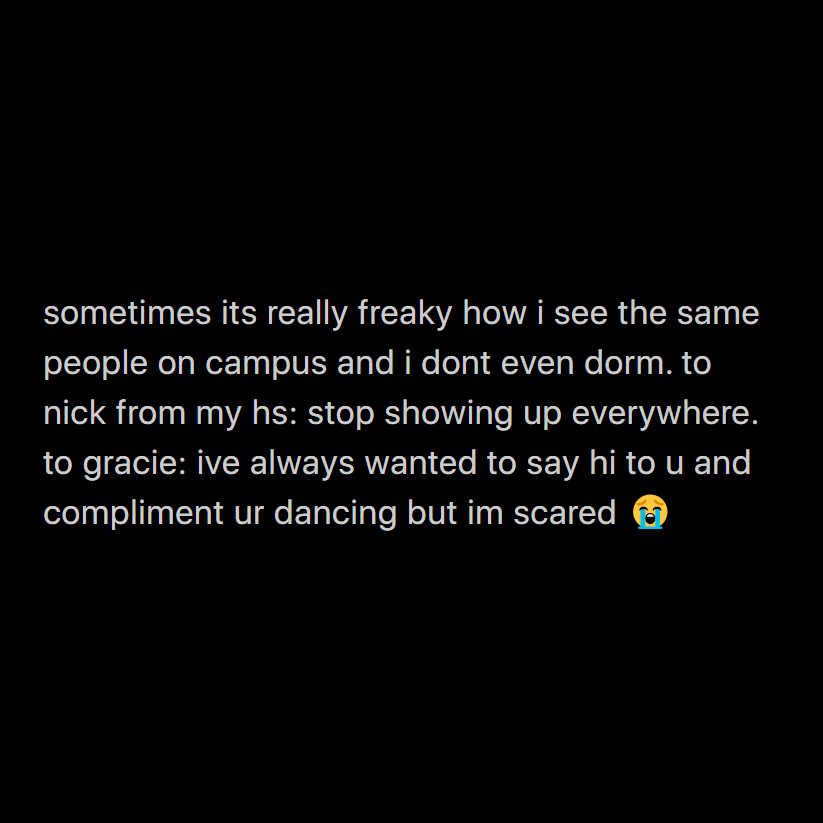 sometimes its really freaky how i see the same
people on campus and i dont even dorm. to
nick from my hs: stop showing up everywhere.
to gracie: ive always wanted to say hi to u and
compliment ur dancing but im scared 😭